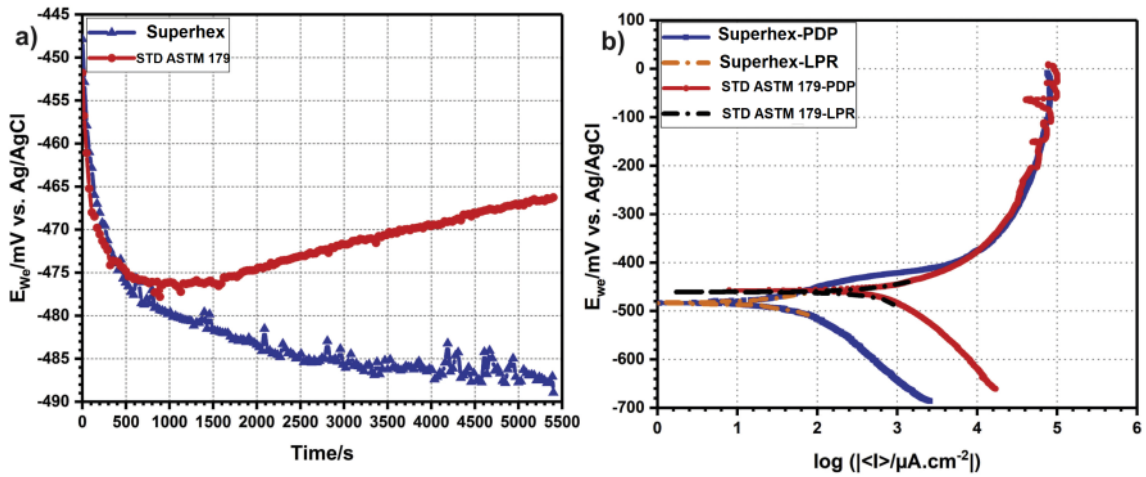 a)
Superhex
STD ASTM 179
-445
-450
-455
-460
-465
-470
-475
-480
-485
-490
E_We/mV vs. Ag/AgCl
0 500 1000 1500 2000 2500 3000 3500 4000 4500 5000 5500
Time/s
b)
Superhex-PDP
Superhex-LPR
STD ASTM 179-PDP
STD ASTM 179-LPR
100
0
-100
-200
-300
-400
-500
-600
-700
E_we/mV vs. Ag/AgCl
0 1 2 3 4 5 6
log (|<I>/μA.cm⁻²|)